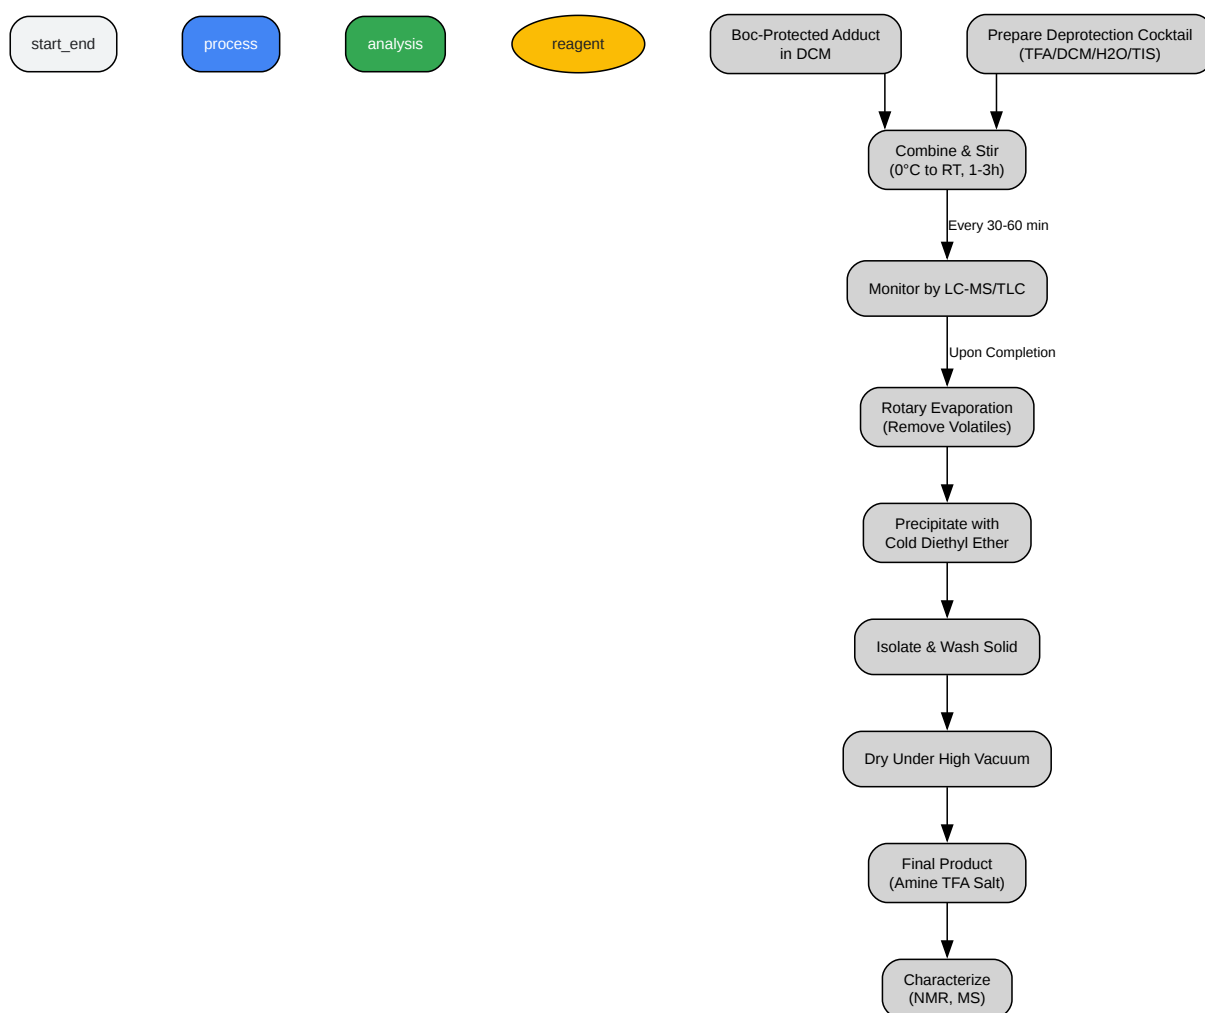 start_end
process
analysis
reagent
Boc-Protected Adduct
in DCM
Prepare Deprotection Cocktail
(TFA/DCM/H2O/TIS)
Combine & Stir
(0°C to RT, 1-3h)
Every 30-60 min
Monitor by LC-MS/TLC
Upon Completion
Rotary Evaporation
(Remove Volatiles)
Precipitate with
Cold Diethyl Ether
Isolate & Wash Solid
Dry Under High Vacuum
Final Product
(Amine TFA Salt)
Characterize
(NMR, MS)